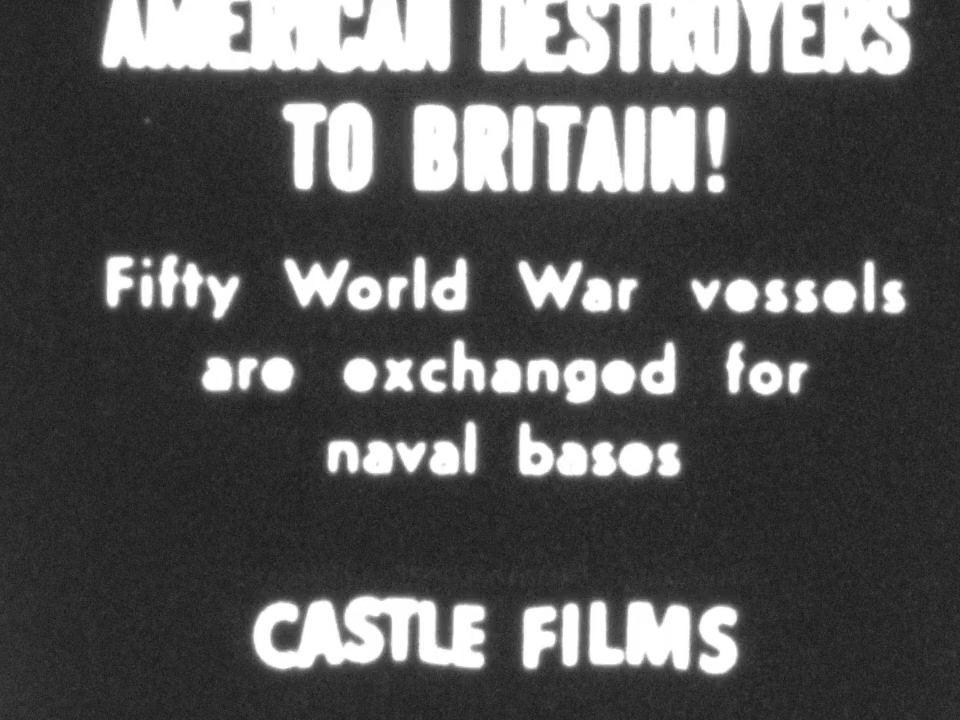 AMERICAN DESTROYERS
TO BRITAIN!
Fifty World War vessels
are exchanged for
naval bases
CASTLE FILMS